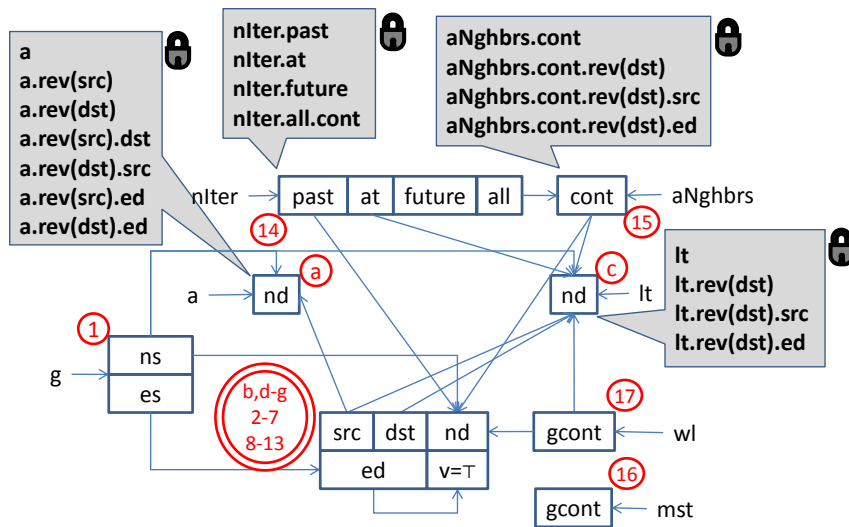 a
a.rev(src)
a.rev(dst)
a.rev(src).dst
a.rev(dst).src
a.rev(src).ed
a.rev(dst).ed
nIter.past
nIter.at
nIter.future
nIter.all.cont
aNghbrs.cont
aNghbrs.cont.rev(dst)
aNghbrs.cont.rev(dst).src
aNghbrs.cont.rev(dst).ed
nIter past at future all cont aNghbrs
14 15
lt
lt.rev(dst)
lt.rev(dst).src
lt.rev(dst).ed
a c
a nd nd lt
1
g ns
es
b,d-g
2-7
8-13
src dst nd
ed v=⊤
17
gcont wl
16
gcont mst